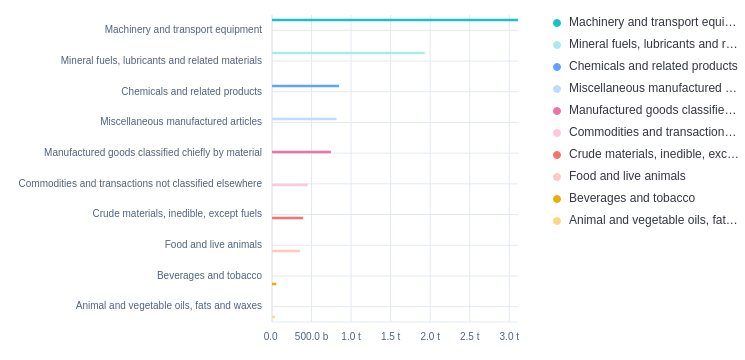 Machinery and transport equipment
Mineral fuels, lubricants and related materials
Chemicals and related products
Miscellaneous manufactured articles
Manufactured goods classified chiefly by material
Commodities and transactions not classified elsewhere
Crude materials, inedible, except fuels
Food and live animals
Beverages and tobacco
Animal and vegetable oils, fats and waxes
0.0 500.0 b 1.0 t 1.5 t 2.0 t 2.5 t 3.0 t
Machinery and transport equi...
Mineral fuels, lubricants and r...
Chemicals and related products
Miscellaneous manufactured ...
Manufactured goods classifie...
Commodities and transaction...
Crude materials, inedible, exc...
Food and live animals
Beverages and tobacco
Animal and vegetable oils, fat...